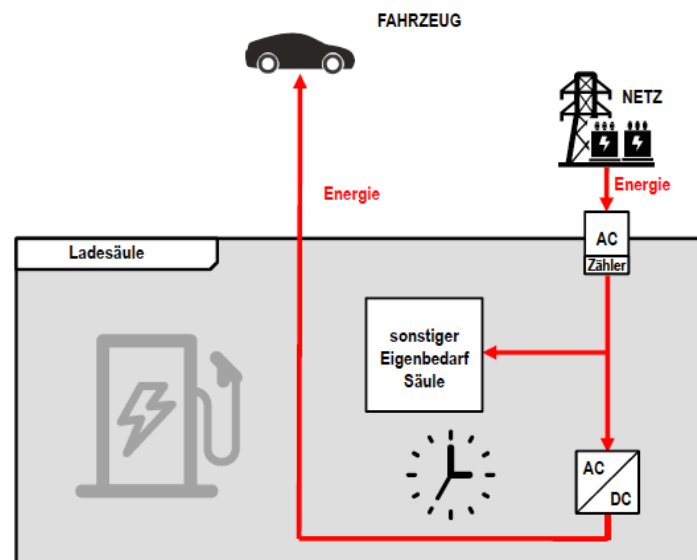 FAHRZEUG
NETZ
Energie
Energie
AC
Zähler
Ladesäule
sonstiger
Eigenbedarf
Säule
AC
DC